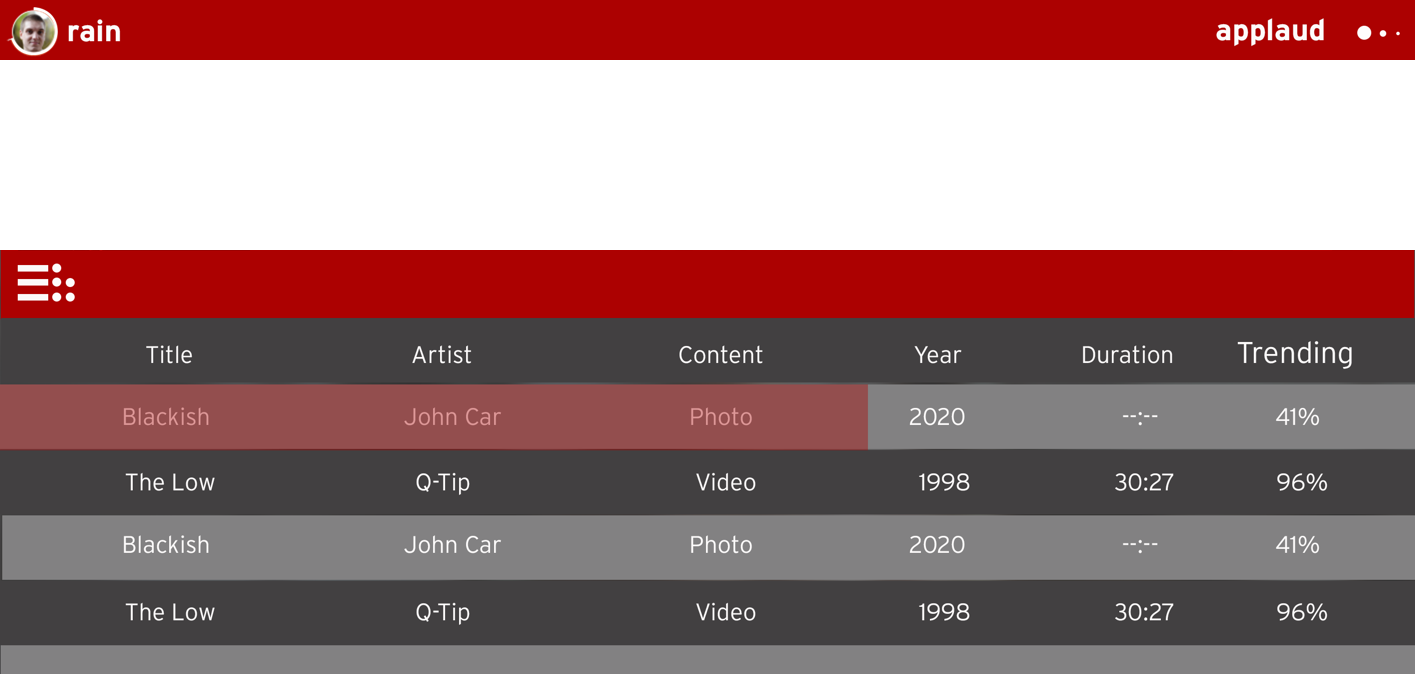 rain applaud
Title Artist Content Year Duration Trending
Blackish John Car Photo 2020 --:-- 41%
The Low Q-Tip Video 1998 30:27 96%
Blackish John Car Photo 2020 --:-- 41%
The Low Q-Tip Video 1998 30:27 96%